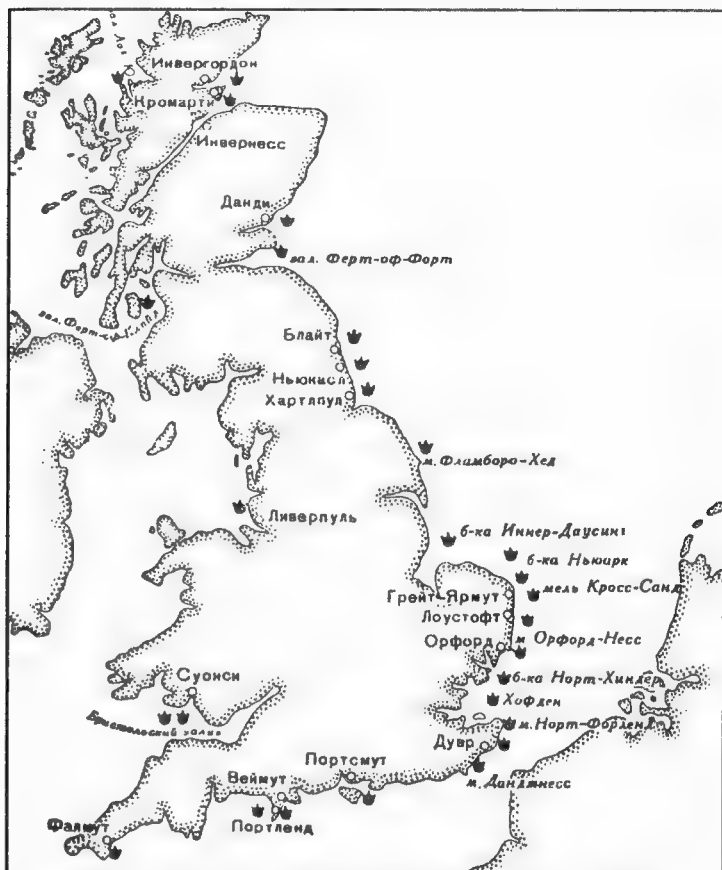 Инвергордон
Кромарти
Инвернесс
Данди
зал. Ферт-оф-Форт
Блайт
Ньюкасл
Хартлпул
м. Фламборо-Хед
Ливерпуль
б-ка Иннер-Даусинг
б-ка Ньюарк
мель Кросс-Санд
Грейт-Ярмут
Лоустофт
Орфорд
м. Орфорд-Несс
б-ка Норт-Хиндер
Суонси
Хофден
Бристольский залив
м. Норт-Форленд
Дувр
Портсмут
м. Данджнесс
Веймут
Портленд
Фалмут